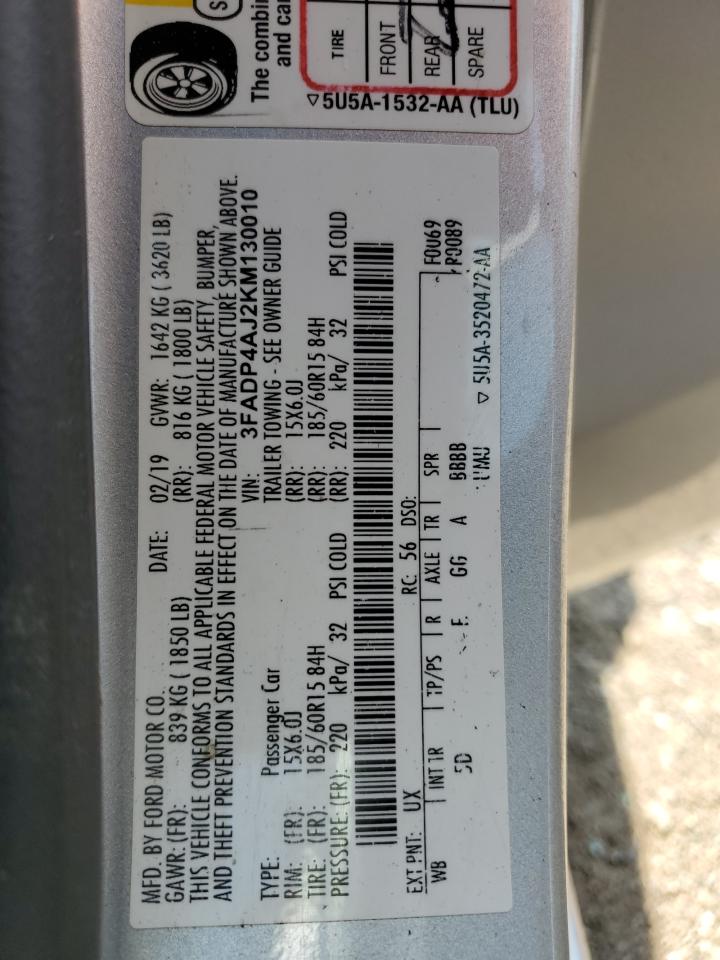 The combin
and car
TIRE
FRONT
REAR
SPARE
▽5U5A-1532-AA (TLU)
MFD. BY FORD MOTOR CO. DATE: 02/19 GVWR: 1642 KG ( 3620 LB)
GAWR: (FR): 839 KG ( 1850 LB) (RR): 816 KG ( 1800 LB)
THIS VEHICLE CONFORMS TO ALL APPLICABLE FEDERAL MOTOR VEHICLE SAFETY, BUMPER,
AND THEFT PREVENTION STANDARDS IN EFFECT ON THE DATE OF MANUFACTURE SHOWN ABOVE.
VIN: 3FADP4AJ2KM130010
TYPE: Passenger Car TRAILER TOWING - SEE OWNER GUIDE
RIM: (FR): 15X6.0J (RR): 15X6.0J
TIRE: (FR): 185/60R15 84H (RR): 185/60R15 84H
PRESSURE: (FR): 220 kPa/ 32 PSI COLD (RR): 220 kPa/ 32 PSI COLD
EXT PNT: UX RC: 56 DSO: F0069
WB INT TR TP/PS R AXLE TR SPR R0089
5D E GG A BBBB
▽ 5U5A-3520472-AA